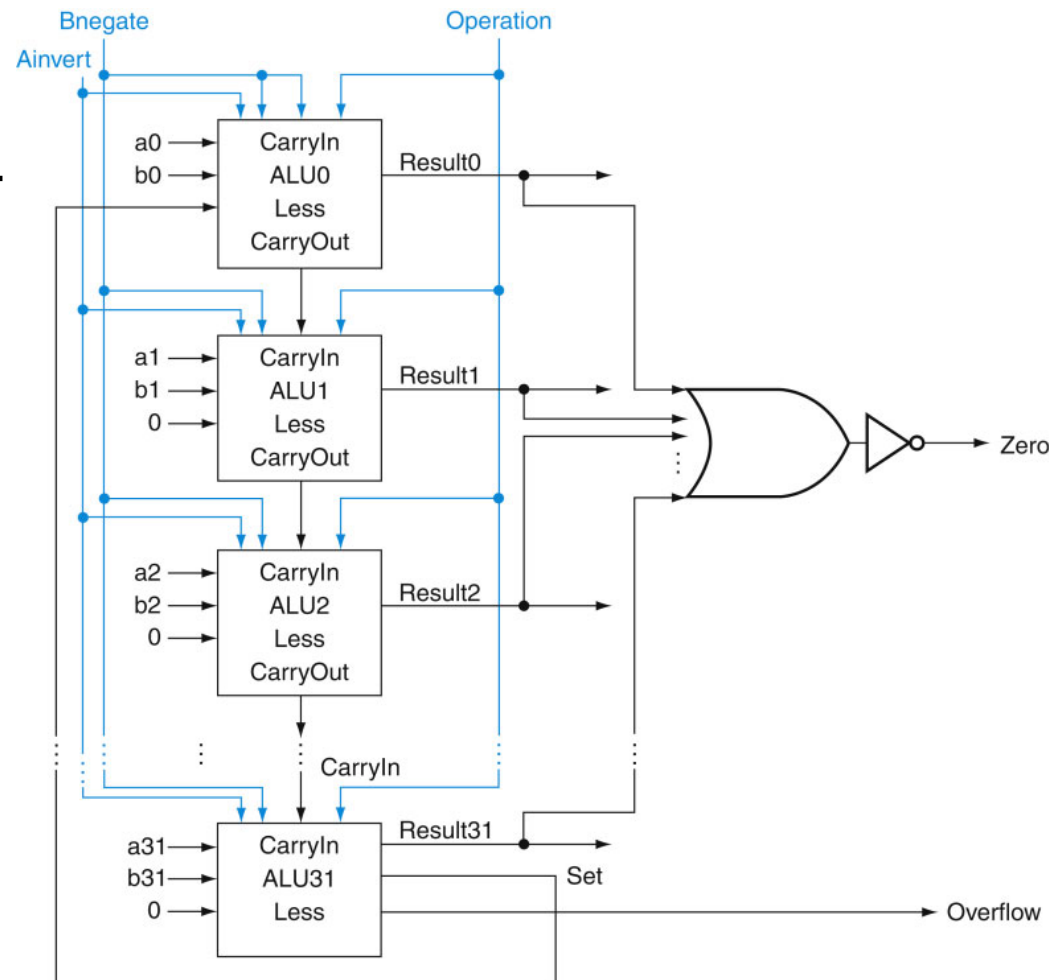 Bnegate
Operation
Ainvert
a0
CarryIn
b0
ALU0
Result0
Less
CarryOut
a1
CarryIn
b1
ALU1
Result1
0
Less
CarryOut
Zero
a2
CarryIn
b2
ALU2
Result2
0
Less
CarryOut
CarryIn
a31
CarryIn
Result31
b31
ALU31
Set
0
Less
Overflow